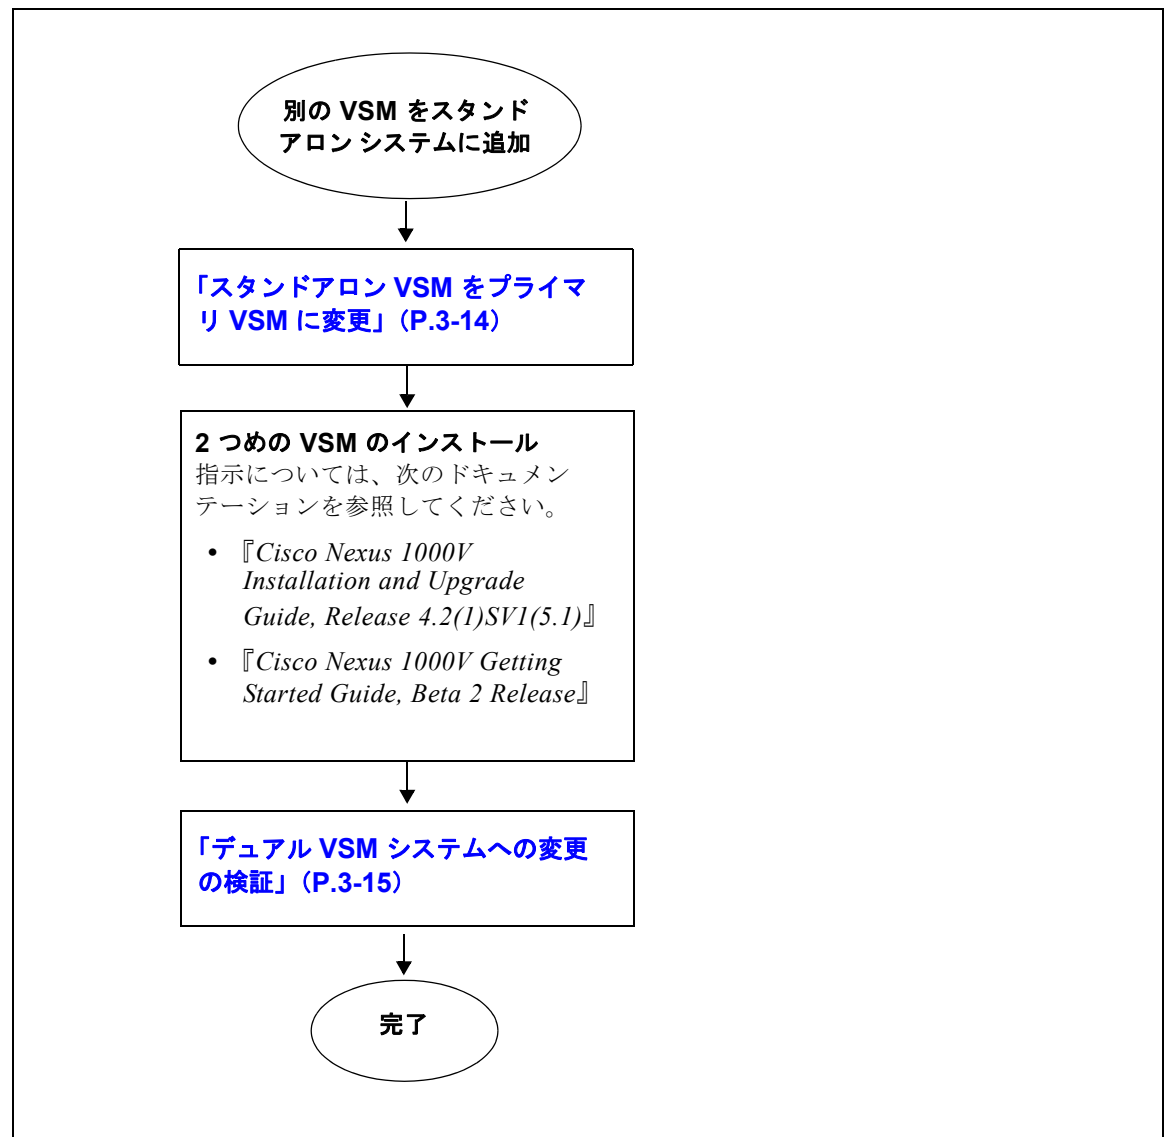 別の VSM をスタンド
アロン システムに追加
「スタンドアロン VSM をプライマ
リ VSM に変更」（P.3-14）
2 つめの VSM のインストール
指示については、次のドキュメン
テーションを参照してください。
• 『Cisco Nexus 1000V
Installation and Upgrade
Guide, Release 4.2(1)SV1(5.1)』
• 『Cisco Nexus 1000V Getting
Started Guide, Beta 2 Release』
「デュアル VSM システムへの変更
の検証」（P.3-15）
完了